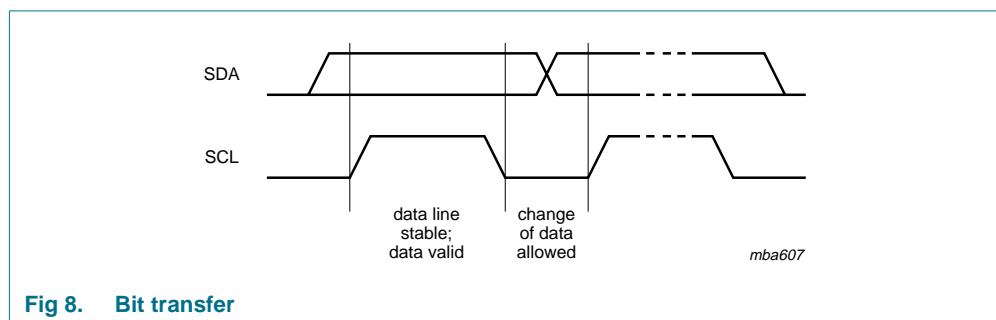 SDA
SCL
data line
stable;
data valid
change
of data
allowed
mba607
Fig 8. Bit transfer